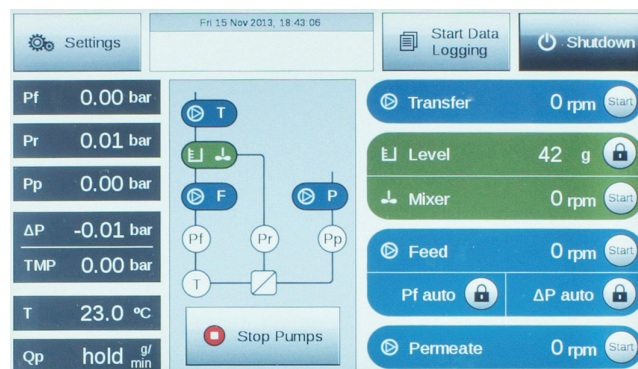 Settings
Fri 15 Nov 2013, 18:43:06
Start Data
Logging
Shutdown
Pf 0.00 bar
Pr 0.01 bar
Pp 0.00 bar
ΔP -0.01 bar
TMP 0.00 bar
T 23.0 ºC
Qp hold g/min
T
F
P
Pf
Pr
Pp
T
Stop Pumps
Transfer 0 rpm Start
Level 42 g
Mixer 0 rpm Start
Feed 0 rpm Start
Pf auto
ΔP auto
Permeate 0 rpm Start